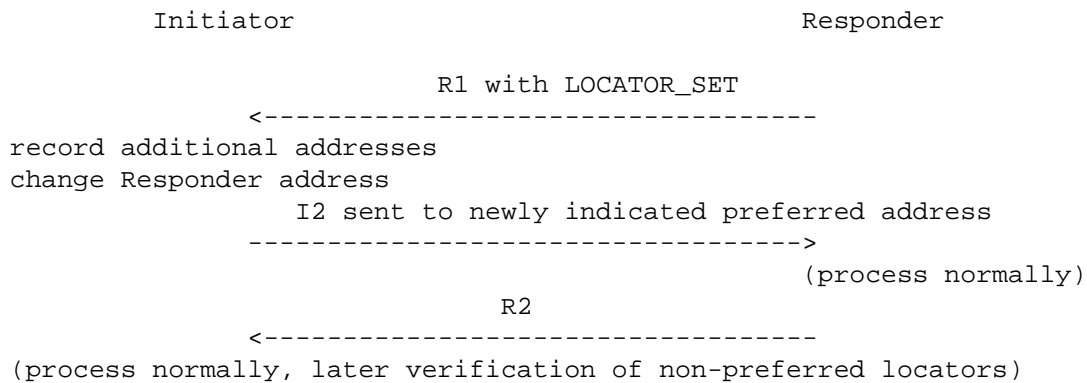 Initiator                                Responder
R1 with LOCATOR_SET
<-----------------------------------
record additional addresses
change Responder address
I2 sent to newly indicated preferred address
----------------------------------->
(process normally)
R2
<-----------------------------------
(process normally, later verification of non-preferred locators)